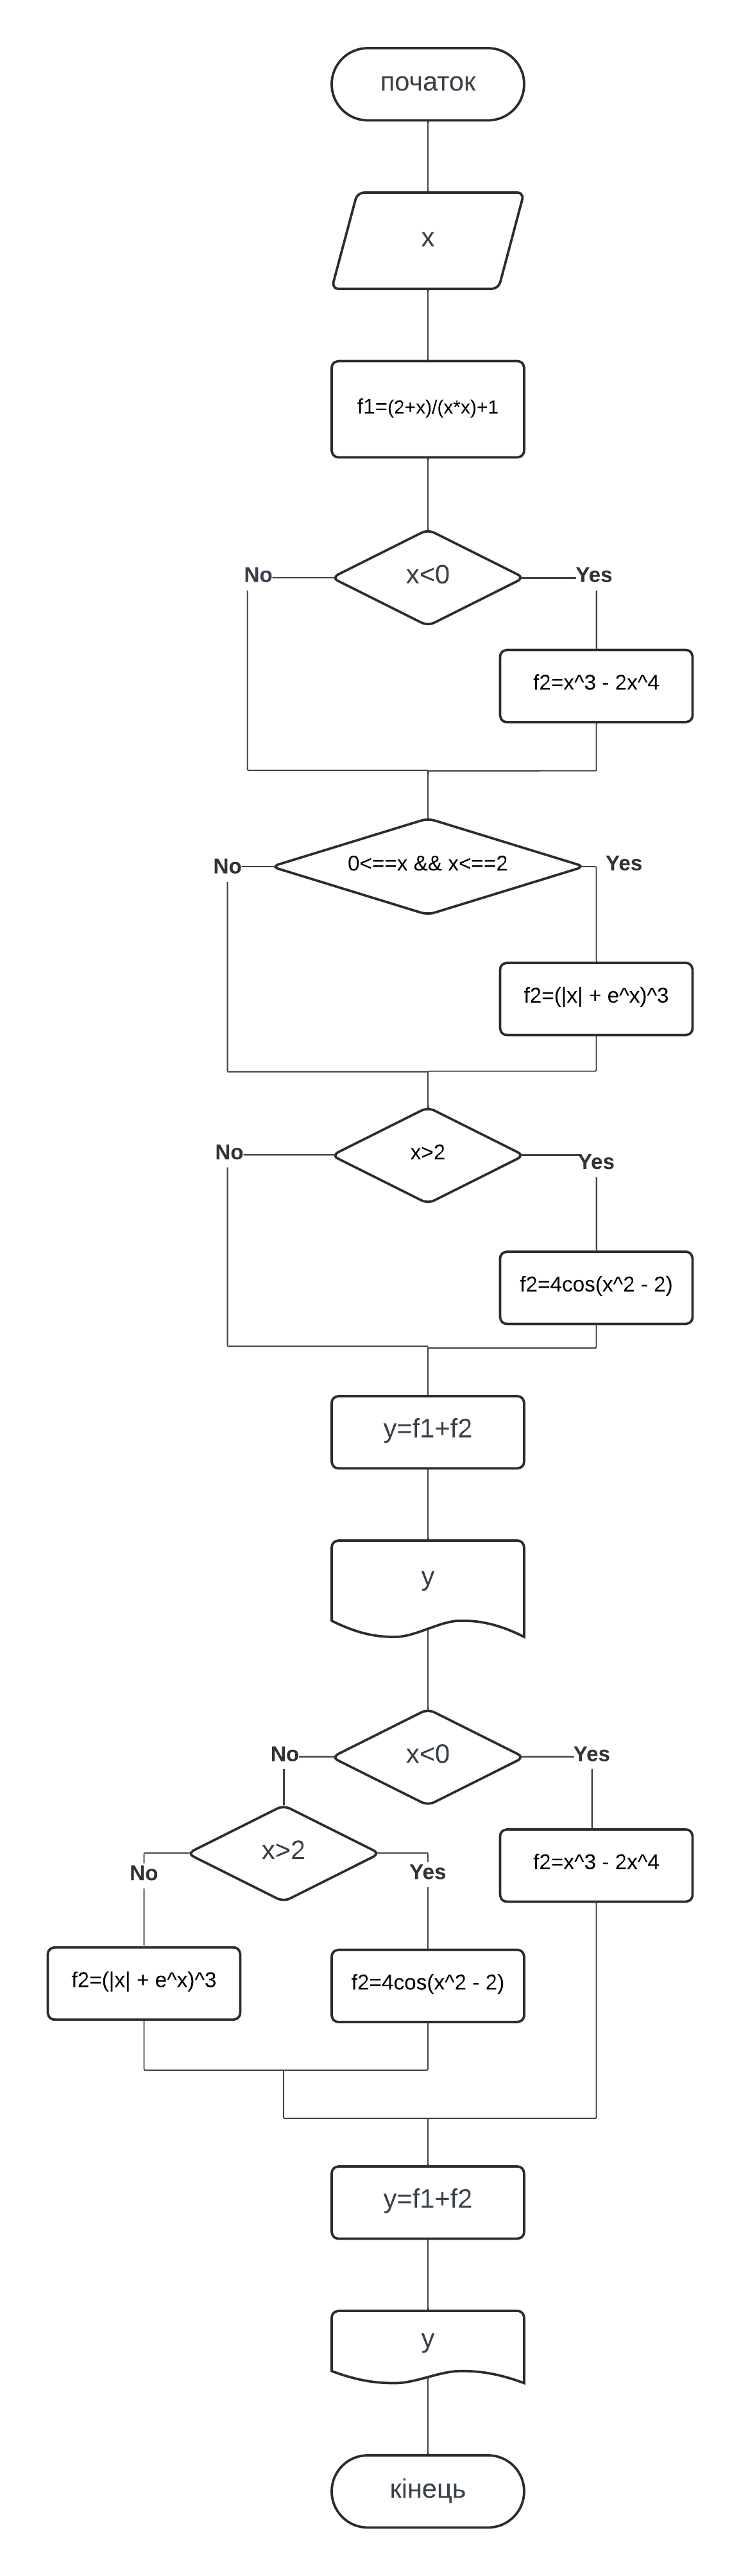 початок
x
f1=(2+x)/(x*x)+1
x<0
No
Yes
f2=x^3 - 2x^4
0<==x && x<==2
No
Yes
f2=(|x| + e^x)^3
x>2
No
Yes
f2=4cos(x^2 - 2)
y=f1+f2
y
x<0
No
Yes
x>2
f2=x^3 - 2x^4
No
Yes
f2=(|x| + e^x)^3
f2=4cos(x^2 - 2)
y=f1+f2
y
кінець